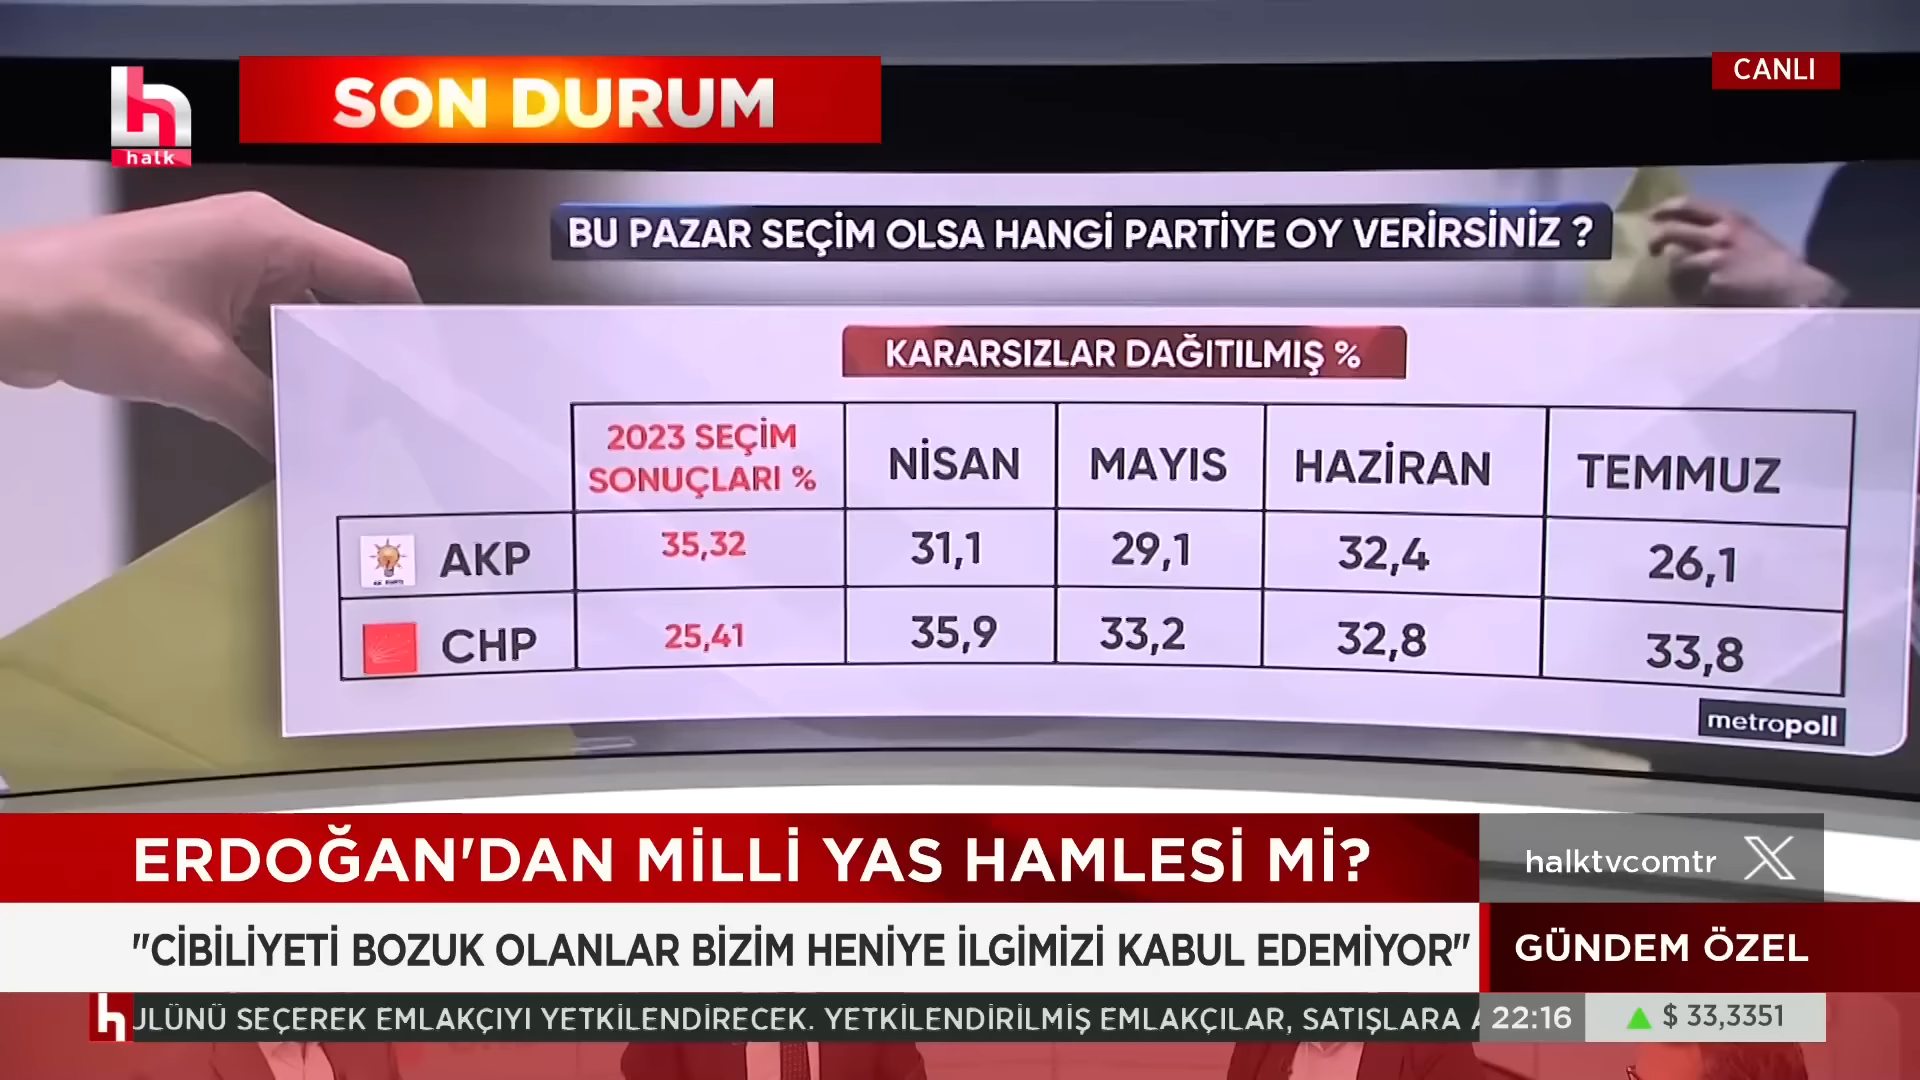 SON DURUM
CANLI
h
halk
BU PAZAR SEÇİM OLSA HANGİ PARTİYE OY VERİRSİNİZ ?
KARARSIZLAR DAĞITILMIŞ %
2023 SEÇİM
SONUÇLARI %
NİSAN
MAYIS
HAZİRAN
TEMMUZ
AKP
35,32
31,1
29,1
32,4
26,1
CHP
25,41
35,9
33,2
32,8
33,8
metropoll
ERDOĞAN'DAN MİLLİ YAS HAMLESİ Mİ?
halktvcomtr X
"CİBİLİYETİ BOZUK OLANLAR BİZİM HENİYE İLGİMİZİ KABUL EDEMİYOR"
GÜNDEM ÖZEL
h
ÜLÜNÜ SEÇEREK EMLAKÇIYI YETKİLENDİRECEK. YETKİLENDİRİLMİŞ EMLAKÇILAR, SATIŞLARA
22:16
$ 33,3351